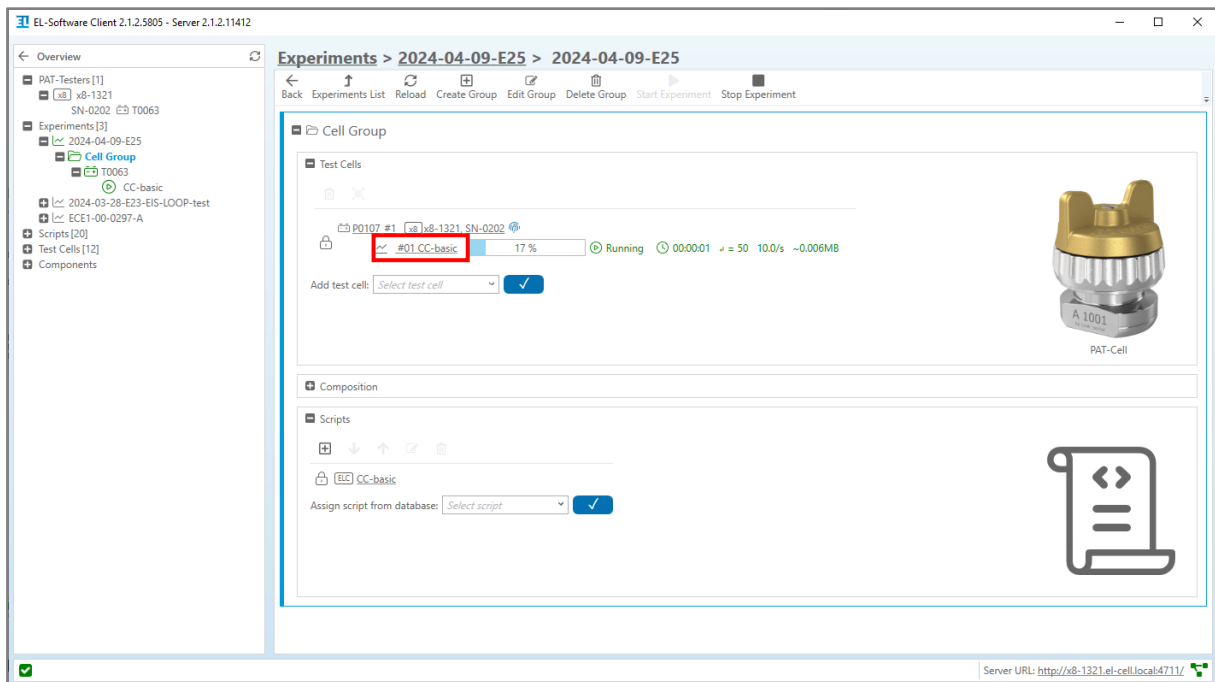 EL-Software Client 2.1.2.5805 - Server 2.1.2.11412
Overview
PAT-Testers [1]
x8 x8-1321
SN-0202 T0063
Experiments [3]
2024-04-09-E25
Cell Group
T0063
CC-basic
2024-03-28-E23-EIS-LOOP-test
ECE1-00-0297-A
Scripts [20]
Test Cells [12]
Components
Experiments > 2024-04-09-E25 > 2024-04-09-E25
Back Experiments List Reload Create Group Edit Group Delete Group Start Experiment Stop Experiment
Cell Group
Test Cells
P0107 #1 x8 x8-1321, SN-0202
#01 CC-basic 17 % Running 00:00:01 = 50 10.0/s ~0.006MB
Add test cell: Select test cell
A 1001
PAT-Cell
Composition
Scripts
ELC CC-basic
Assign script from database: Select script
Server URL: http://x8-1321.el-cell.local:4711/